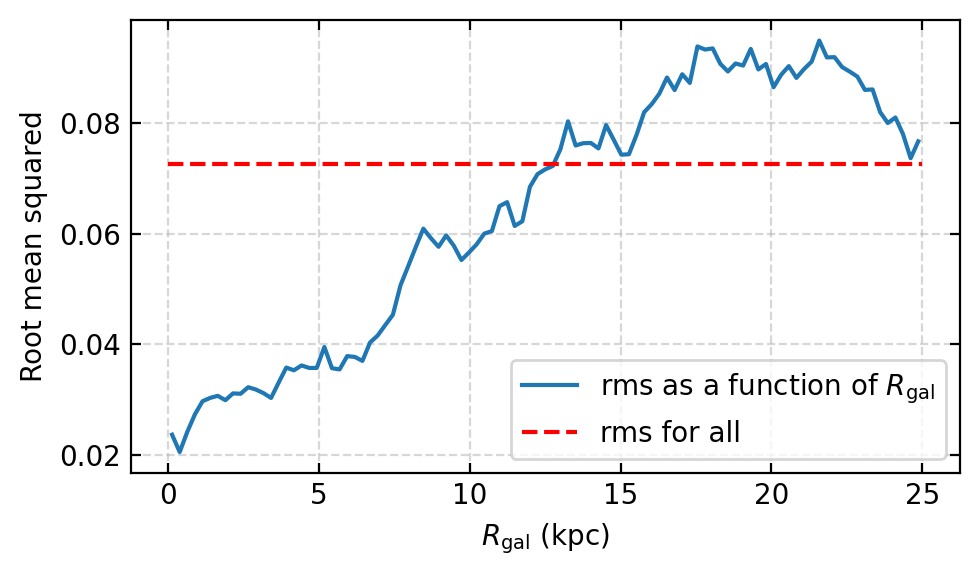 Root mean squared
0.08
0.06
0.04
0.02
rms as a function of R_gal
rms for all
0 5 10 15 20 25
R_gal (kpc)